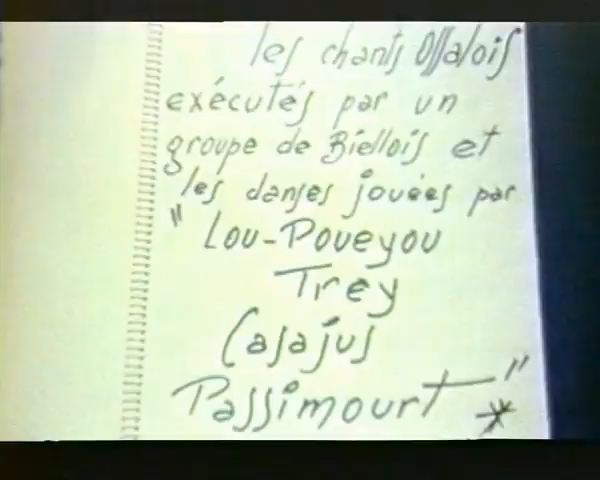 les chants Ossalois
exécutés par un
groupe de Biellois et
les danses jouées par
" Lou-Poueyou
Trey
Casajus
Passimourt "
*